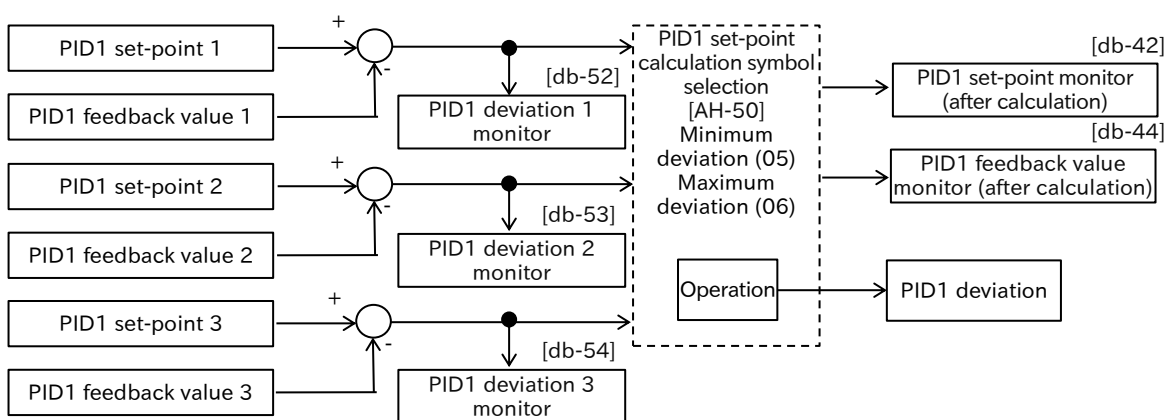 +
PID1 set-point 1
-
PID1 feedback value 1
[db-52]
PID1 deviation 1
monitor
+
PID1 set-point 2
-
PID1 feedback value 2
[db-53]
PID1 deviation 2
monitor
+
PID1 set-point 3
-
PID1 feedback value 3
[db-54]
PID1 deviation 3
monitor
PID1 set-point
calculation symbol
selection
[AH-50]
Minimum
deviation (05)
Maximum
deviation (06)
Operation
[db-42]
PID1 set-point monitor
(after calculation)
[db-44]
PID1 feedback value
monitor (after calculation)
PID1 deviation